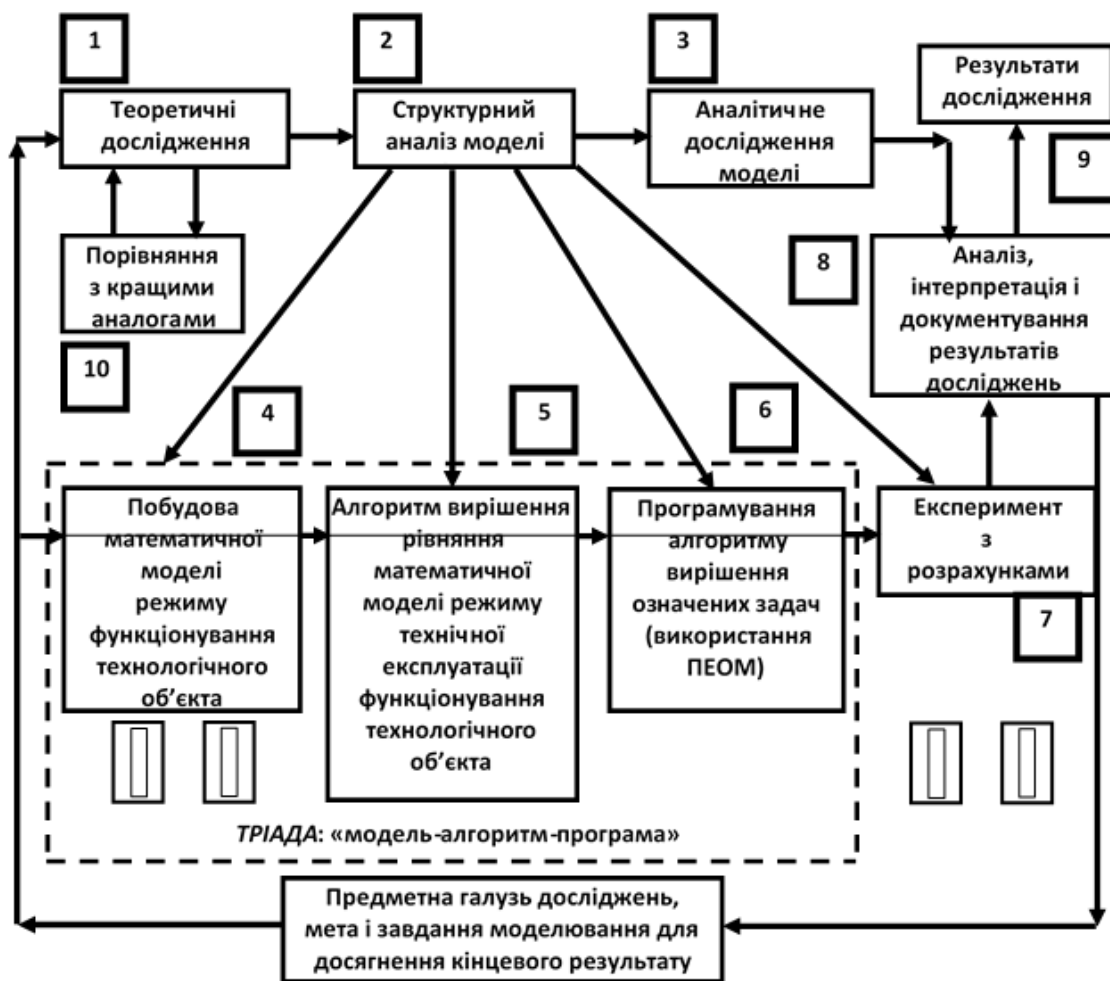 1
Теоретичні
дослідження
2
Структурний
аналіз моделі
3
Аналітичне
дослідження
моделі
Результати
дослідження
9
Порівняння
з кращими
аналогами
10
8
Аналіз,
інтерпретація і
документування
результатів
досліджень
4
5
6
Побудова
математичної
моделі
режиму
функціонування
технологічного
об’єкта
Алгоритм вирішення
рівняння
математичної
моделі режиму
технічної
експлуатації
функціонування
технологічного
об’єкта
Програмування
алгоритму
вирішення
означених задач
(використання
ПЕОМ)
Експеримент
з
розрахунками
7
ТРІАДА: «модель-алгоритм-програма»
Предметна галузь досліджень,
мета і завдання моделювання для
досягнення кінцевого результату